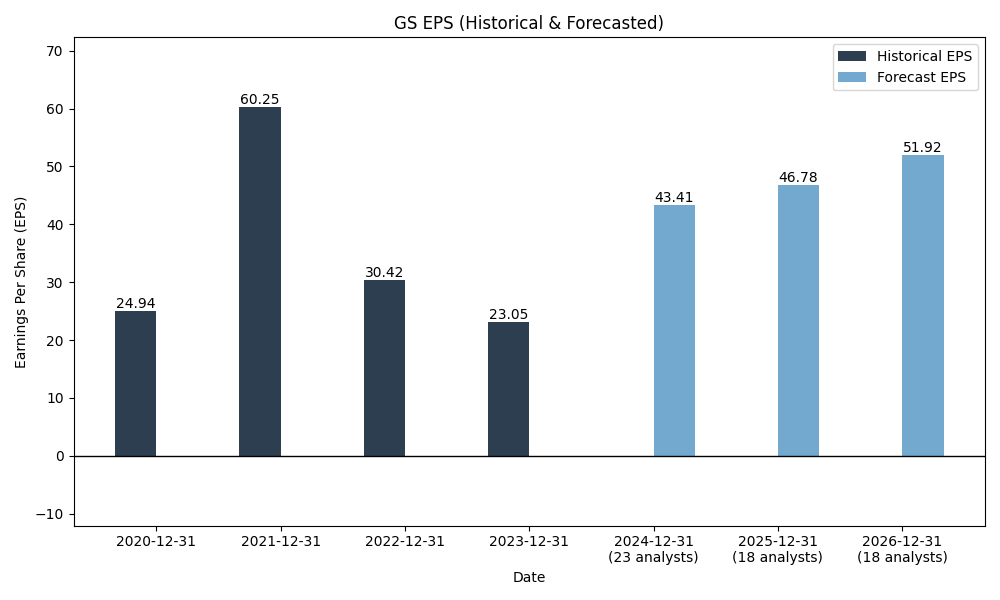 GS EPS (Historical & Forecasted)
Historical EPS
Forecast EPS
Earnings Per Share (EPS)
70
60
50
40
30
20
10
0
−10
24.94
60.25
30.42
23.05
43.41
46.78
51.92
2020-12-31
2021-12-31
2022-12-31
2023-12-31
2024-12-31
(23 analysts)
2025-12-31
(18 analysts)
2026-12-31
(18 analysts)
Date